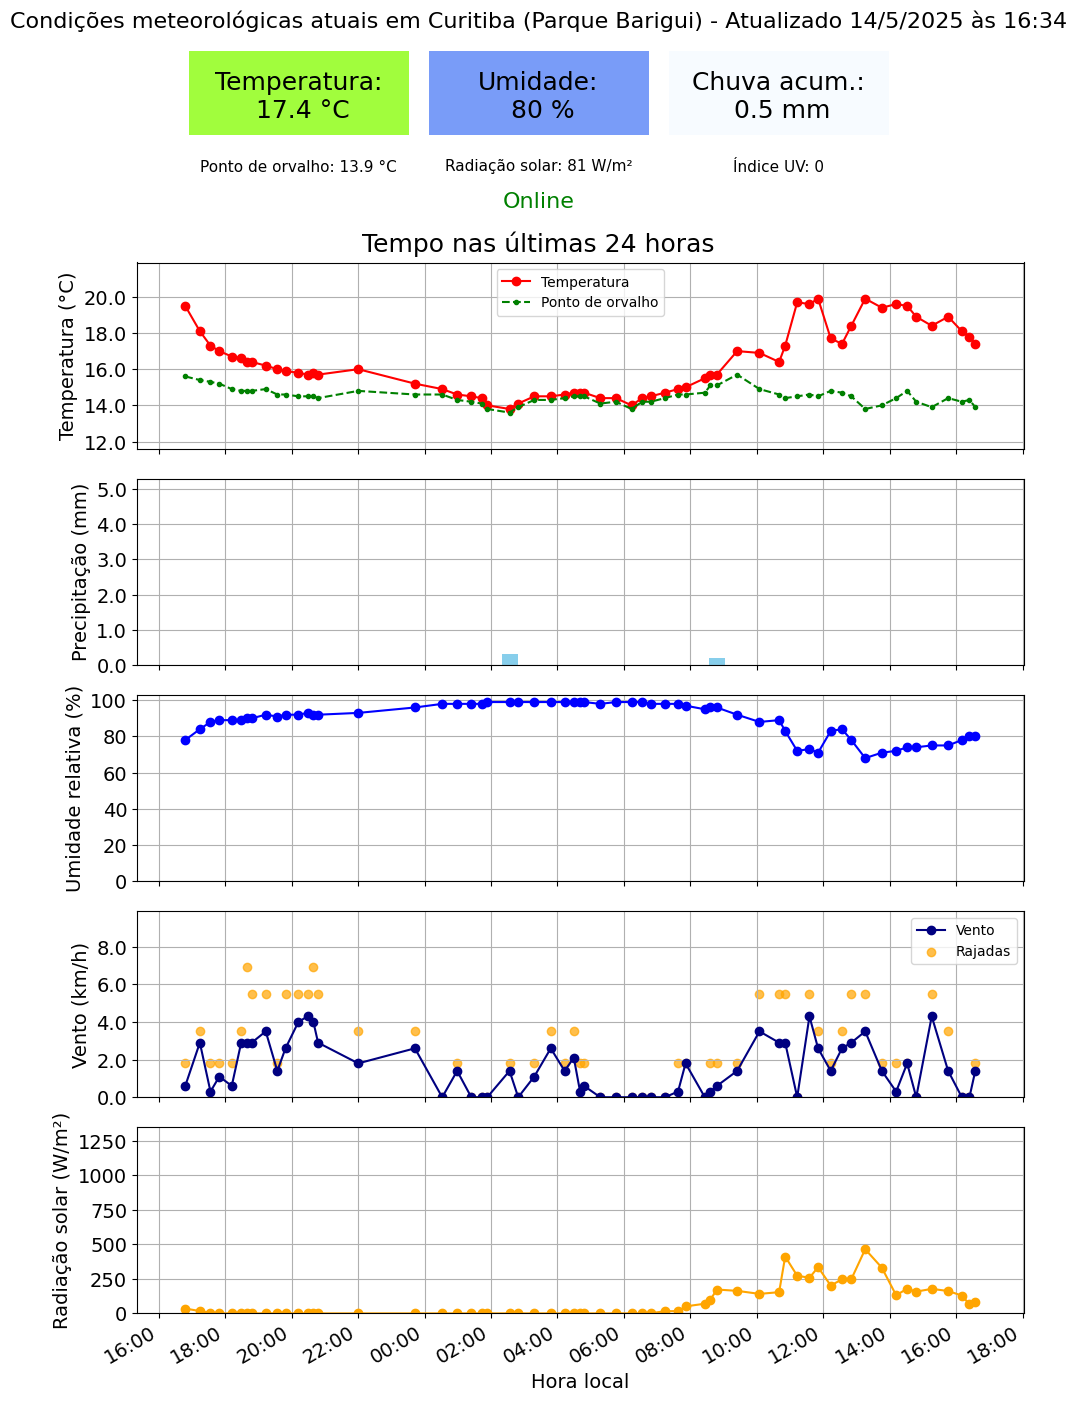 Condições meteorológicas atuais em Curitiba (Parque Barigui) - Atualizado 14/5/2025 às 16:34
Temperatura:
17.4 °C
Umidade:
80 %
Chuva acum.:
0.5 mm
Ponto de orvalho: 13.9 °C
Radiação solar: 81 W/m²
Índice UV: 0
Online
Tempo nas últimas 24 horas
Temperatura (°C)
20.0
18.0
16.0
14.0
12.0
Temperatura
Ponto de orvalho
Precipitação (mm)
5.0
4.0
3.0
2.0
1.0
0.0
Umidade relativa (%)
100
80
60
40
20
0
Vento (km/h)
8.0
6.0
4.0
2.0
0.0
Vento
Rajadas
Radiação solar (W/m²)
1250
1000
750
500
250
0
16:00
18:00
20:00
22:00
00:00
02:00
04:00
06:00
08:00
10:00
12:00
14:00
16:00
18:00
Hora local